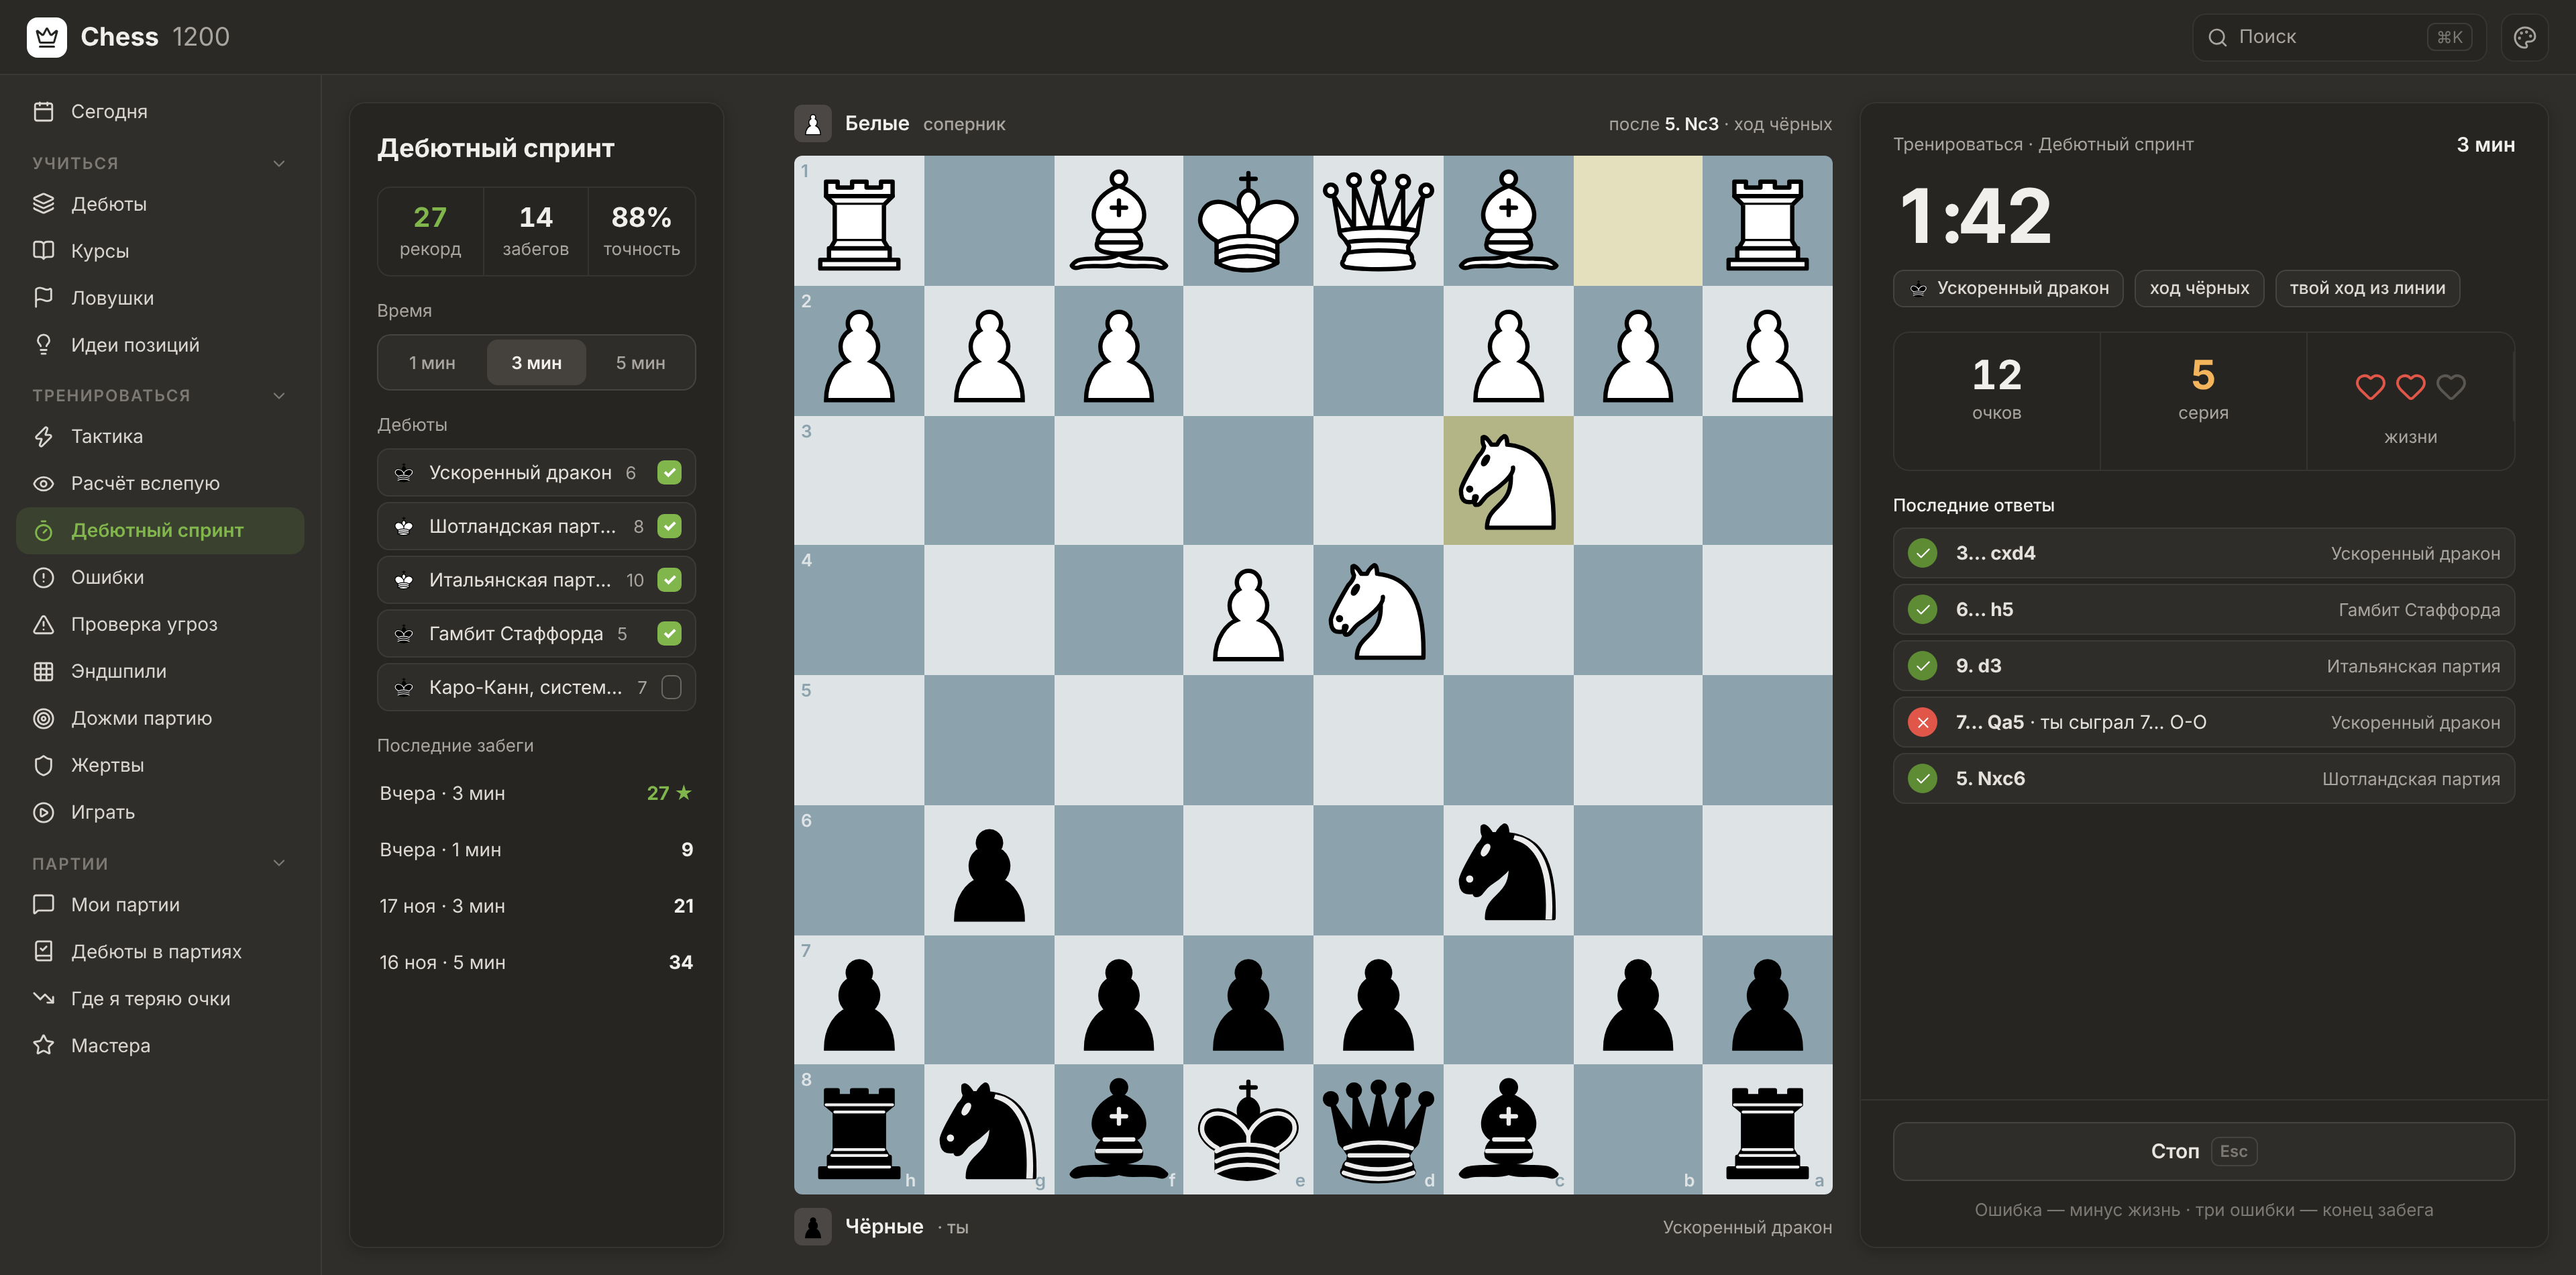 Chess 1200
Поиск ⌘K
Сегодня
УЧИТЬСЯ
Дебюты
Курсы
Ловушки
Идеи позиций
ТРЕНИРОВАТЬСЯ
Тактика
Расчёт вслепую
Дебютный спринт
Ошибки
Проверка угроз
Эндшпили
Дожми партию
Жертвы
Играть
ПАРТИИ
Мои партии
Дебюты в партиях
Где я теряю очки
Мастера
Дебютный спринт
27 14 88%
рекорд забегов точность
Время
1 мин 3 мин 5 мин
Дебюты
Ускоренный дракон 6
Шотландская парт... 8
Итальянская парт... 10
Гамбит Стаффорда 5
Каро-Канн, систем... 7
Последние забеги
Вчера · 3 мин 27 ★
Вчера · 1 мин 9
17 ноя · 3 мин 21
16 ноя · 5 мин 34
Белые соперник после 5. Nc3 · ход чёрных
1
2
3
4
5
6
7
8
h g f e d c b a
Чёрные · ты Ускоренный дракон
Тренироваться · Дебютный спринт 3 мин
1:42
Ускоренный дракон ход чёрных твой ход из линии
12 5
очков серия жизни
Последние ответы
3... cxd4 Ускоренный дракон
6... h5 Гамбит Стаффорда
9. d3 Итальянская партия
7... Qa5 · ты сыграл 7... O-O Ускоренный дракон
5. Nxc6 Шотландская партия
Стоп Esc
Ошибка — минус жизнь · три ошибки — конец забега